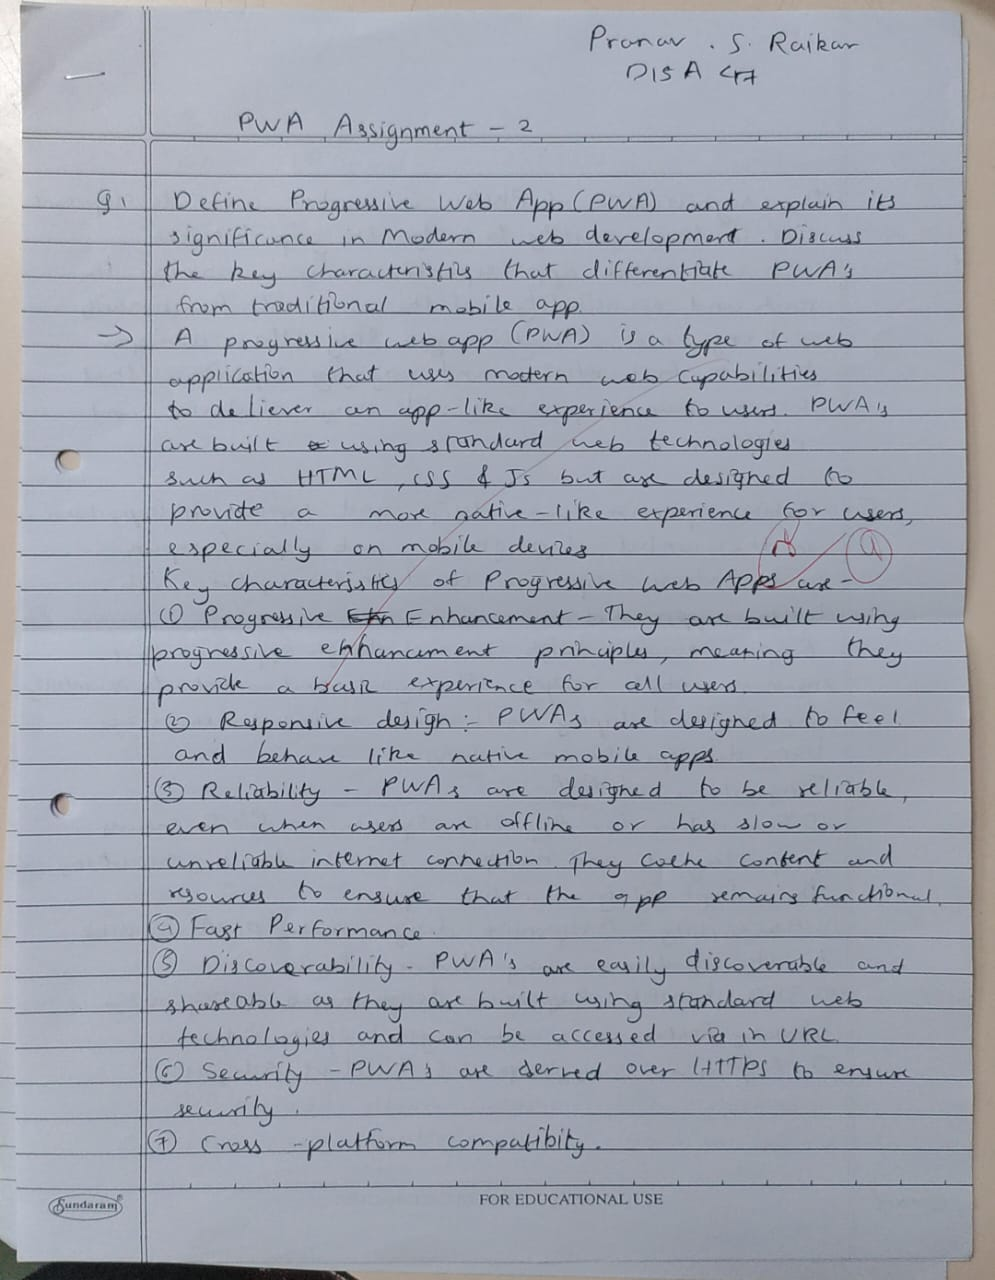 Pranav . S. Raikar
D15A 47
PWA Assignment - 2
Q1 Define Progressive Web App (PWA) and explain its
significance in Modern web development. Discuss
the key characteristics that differentiate PWA's
from traditional mobile app.
→ A progressive web app (PWA) is a type of web
application that uses modern web capabilities
to deliever an app-like experience to users. PWA's
are built using standard web technologies
such as HTML, CSS & JS but are designed to
provide a more native-like experience for users,
especially on mobile devices
Key characteristics of Progressive Web Apps are -
① Progressive Enhancement - They are built using
progressive enhancement principles, meaning they
provide a basic experience for all users.
② Responsive design :- PWAs are designed to feel
and behave like native mobile apps.
③ Reliability - PWAs are designed to be reliable,
even when users are offline or has slow or
unreliable internet connection. They cache content and
resources to ensure that the app remains functional.
④ Fast Performance.
⑤ Discoverability - PWA's are easily discoverable and
shareable as they are built using standard web
technologies and can be accessed via in URL
⑥ Security - PWA's are served over HTTPS to ensure
security.
⑦ Cross -platform compatibity.
Sundaram®
FOR EDUCATIONAL USE